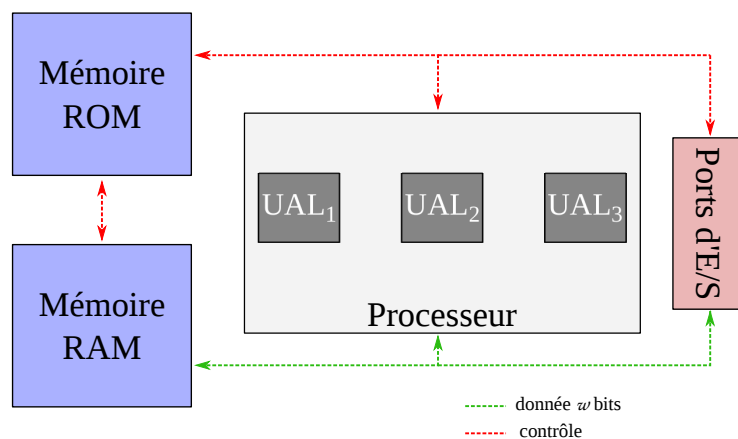 Mémoire
ROM
UAL₁
UAL₂
UAL₃
Ports d'E/S
Processeur
Mémoire
RAM
donnée w bits
contrôle